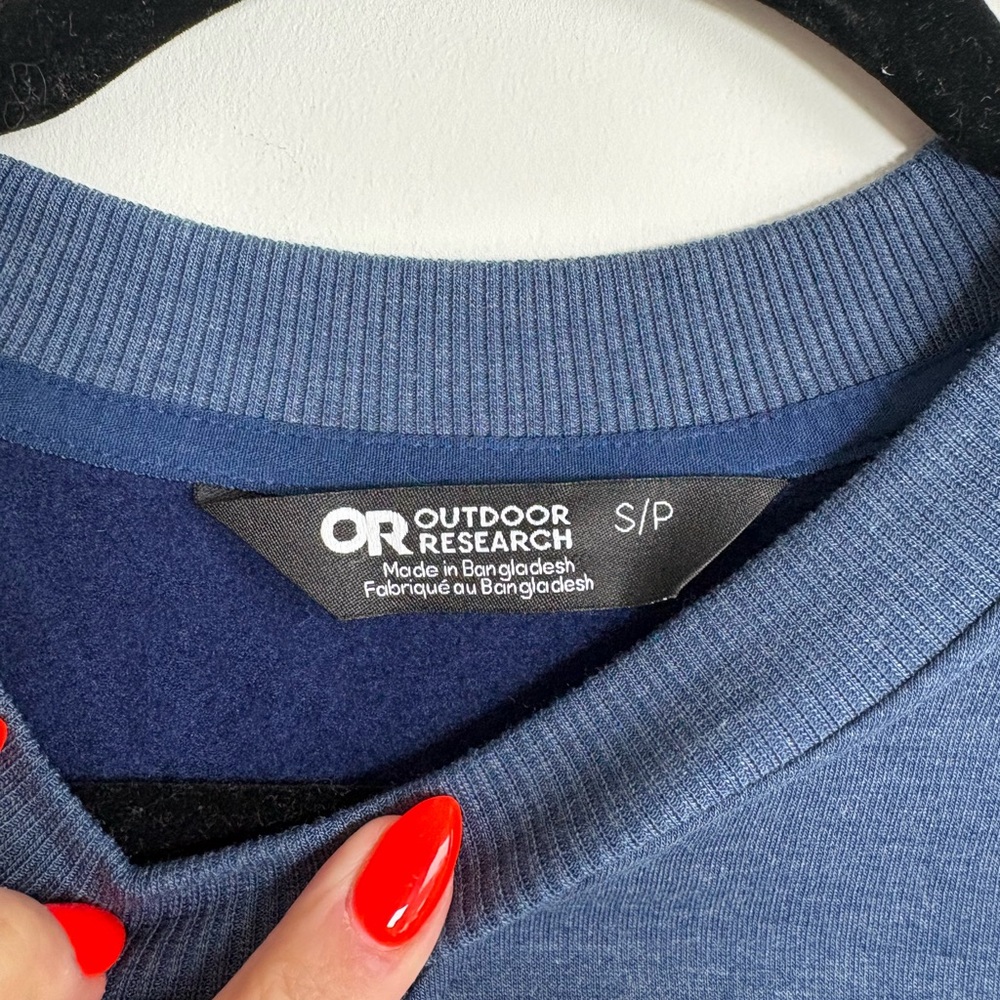 OR OUTDOOR RESEARCH S/P
Made in Bangladesh
Fabriqué au Bangladesh